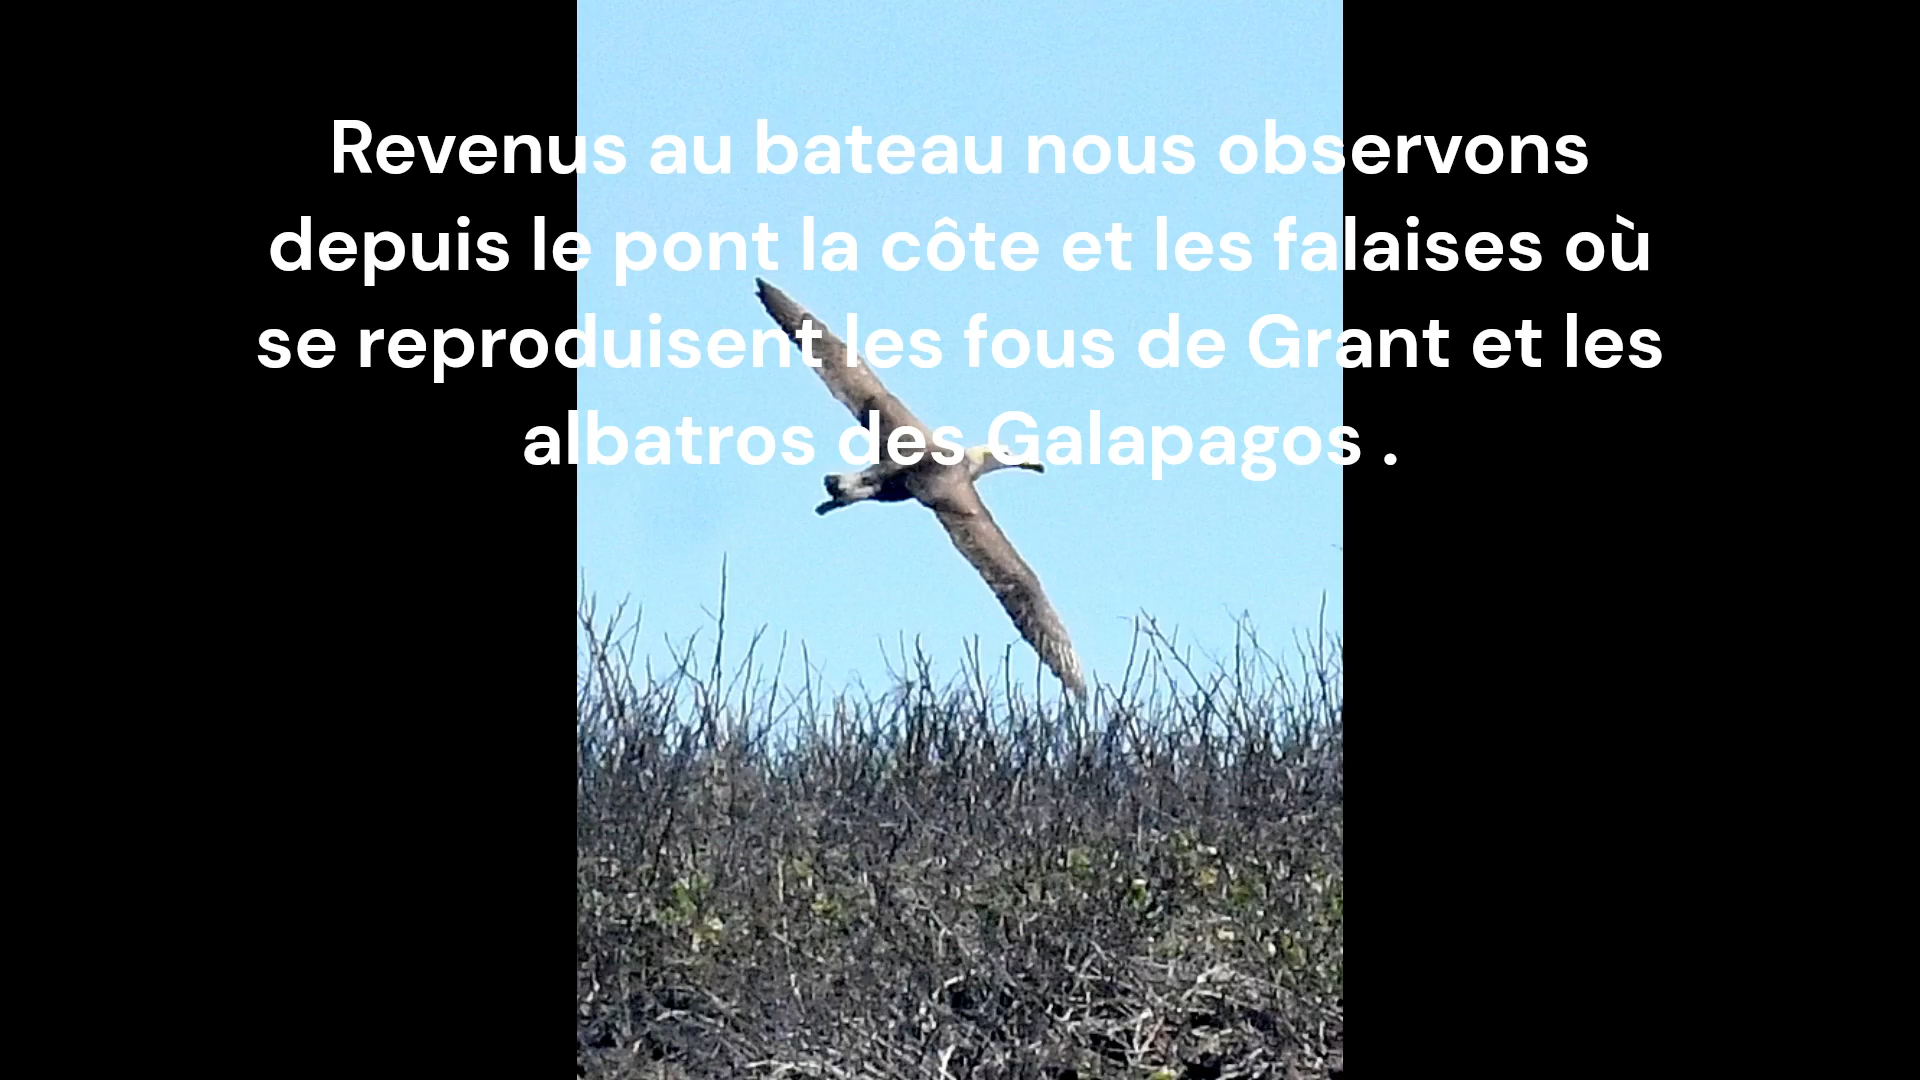 Revenus au bateau nous observons
depuis le pont la côte et les falaises où
se reproduisent les fous de Grant et les
albatros des Galapagos .